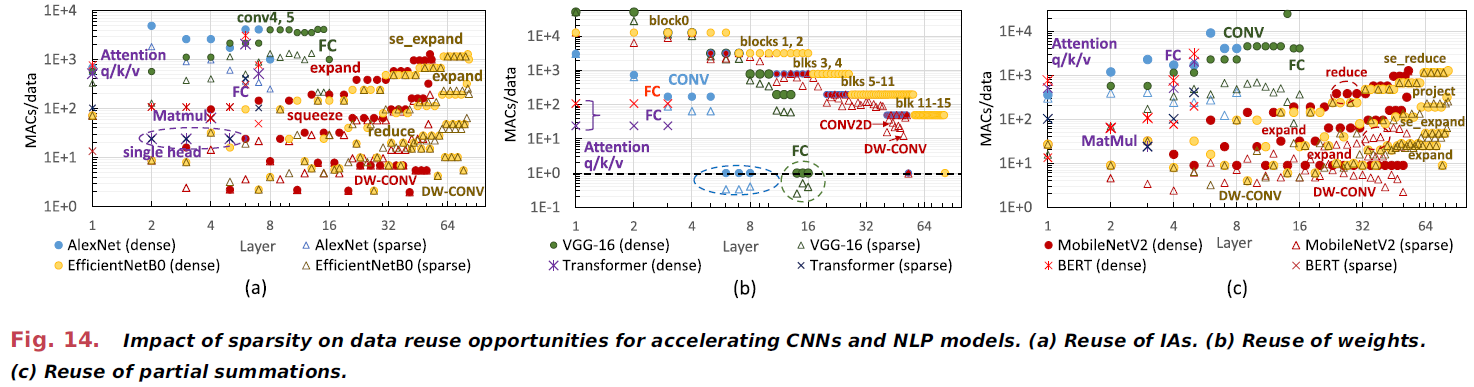 1E+4
1E+3
1E+2
1E+1
1E+0
MACs/data
conv4, 5
FC
se_expand
Attention
q/k/v
expand
expand
FC
Matmul
squeeze
single head
reduce
DW-CONV
DW-CONV
1 2 4 8 16 32 64
Layer
AlexNet (dense) AlexNet (sparse)
EfficientNetB0 (dense) EfficientNetB0 (sparse)
(a)
1E+4
1E+3
1E+2
1E+1
1E+0
1E-1
MACs/data
block0
blocks 1, 2
CONV
blks 3, 4
blks 5-11
FC
blk 11-15
FC
CONV2D
Attention
q/k/v
FC
DW-CONV
1 2 4 8 16 32 64
Layer
VGG-16 (dense) VGG-16 (sparse)
Transformer (dense) Transformer (sparse)
(b)
1E+4
1E+3
1E+2
1E+1
1E+0
MACs/data
CONV
Attention
q/k/v
FC
FC
se_reduce
reduce
project
MatMul
expand
se_expand
expand
expand
DW-CONV
DW-CONV
1 2 4 8 16 32 64
Layer
MobileNetV2 (dense) MobileNetV2 (sparse)
BERT (dense) BERT (sparse)
(c)
Fig. 14. Impact of sparsity on data reuse opportunities for accelerating CNNs and NLP models. (a) Reuse of IAs. (b) Reuse of weights.
(c) Reuse of partial summations.